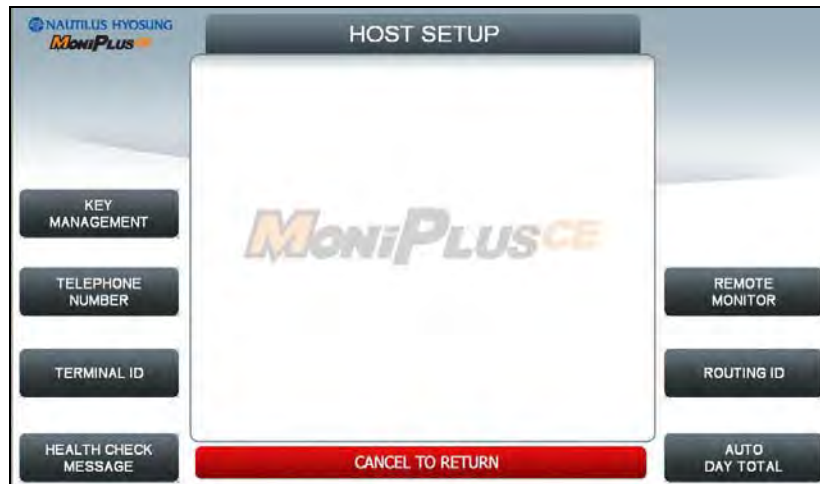 NAUTILUS HYOSUNG
MONiPLUS CE
HOST SETUP
MONiPLUSCE
KEY
MANAGEMENT
TELEPHONE
NUMBER
TERMINAL ID
HEALTH CHECK
MESSAGE
REMOTE
MONITOR
ROUTING ID
AUTO
DAY TOTAL
CANCEL TO RETURN